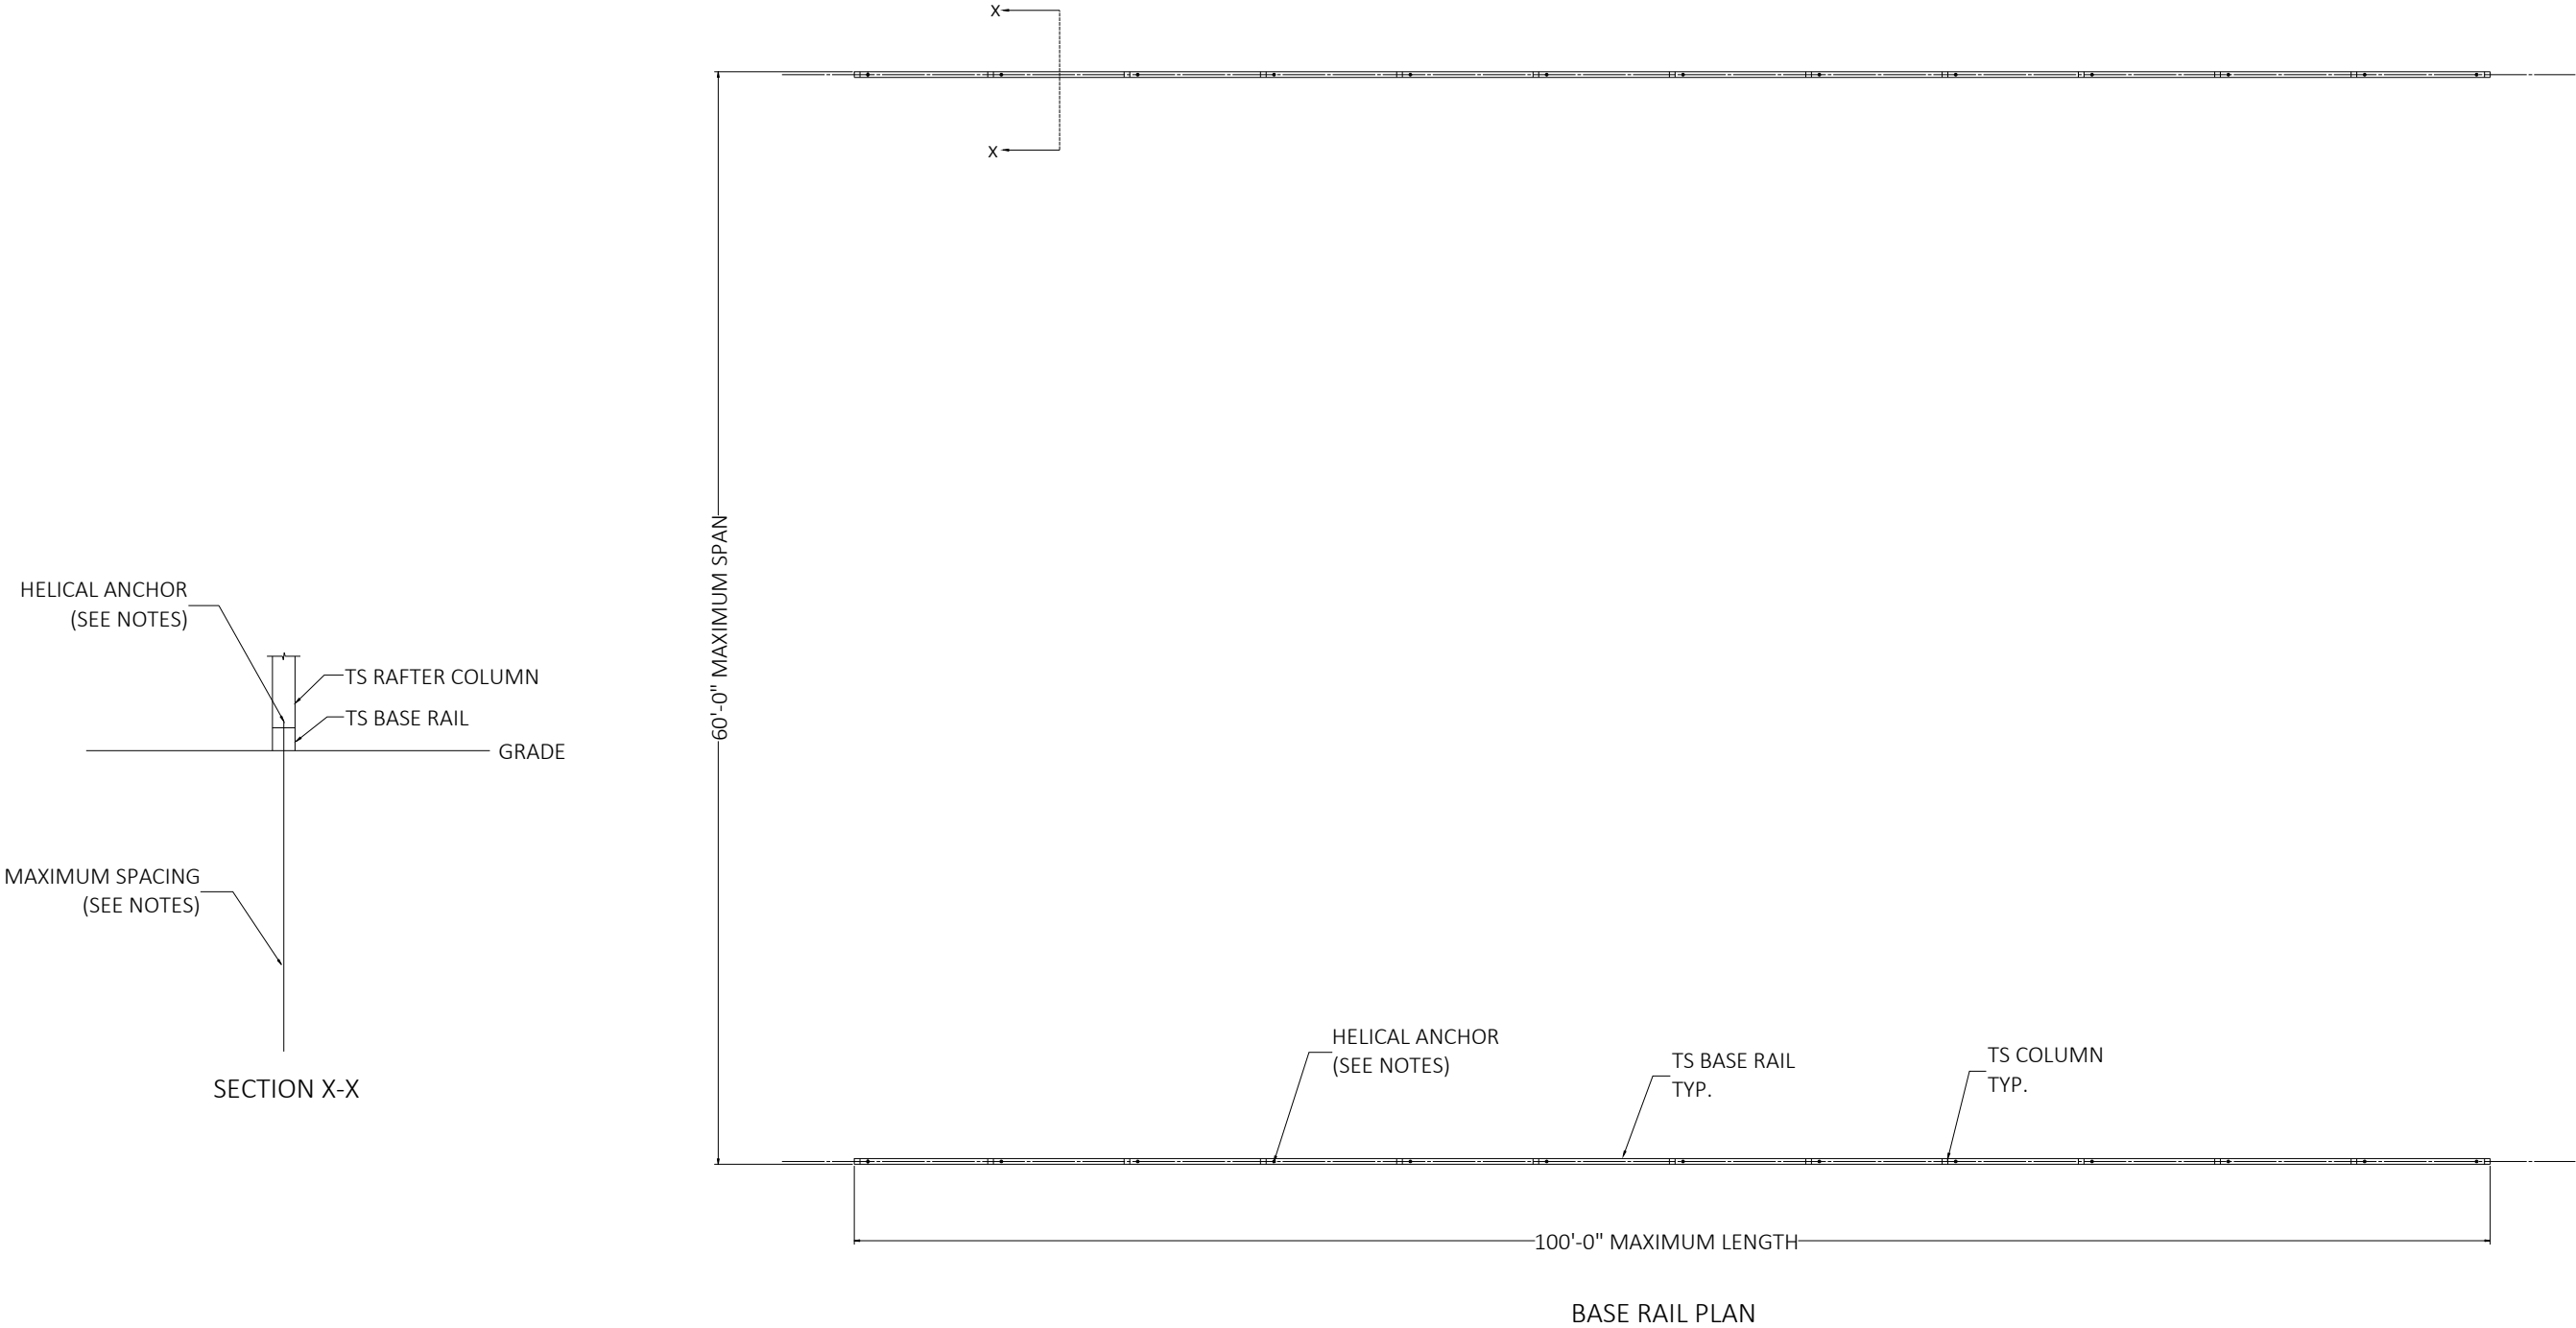 X
X
60'-0" MAXIMUM SPAN
HELICAL ANCHOR
(SEE NOTES)
TS RAFTER COLUMN
TS BASE RAIL
GRADE
MAXIMUM SPACING
(SEE NOTES)
SECTION X-X
HELICAL ANCHOR
(SEE NOTES)
TS BASE RAIL
TYP.
TS COLUMN
TYP.
100'-0" MAXIMUM LENGTH
BASE RAIL PLAN